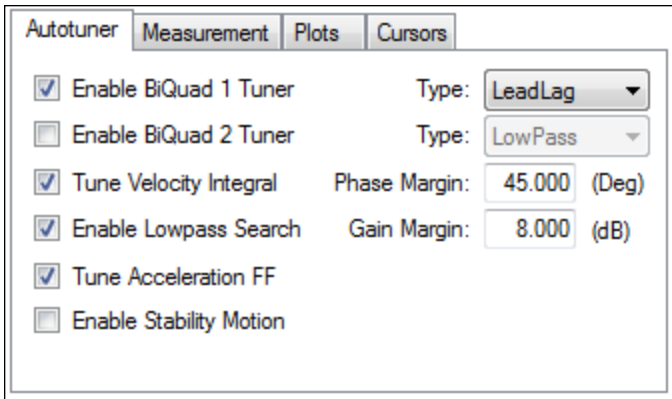 Autotuner Measurement Plots Cursors
Enable BiQuad 1 Tuner Type: LeadLag
Enable BiQuad 2 Tuner Type: LowPass
Tune Velocity Integral Phase Margin: 45.000 (Deg)
Enable Lowpass Search Gain Margin: 8.000 (dB)
Tune Acceleration FF
Enable Stability Motion